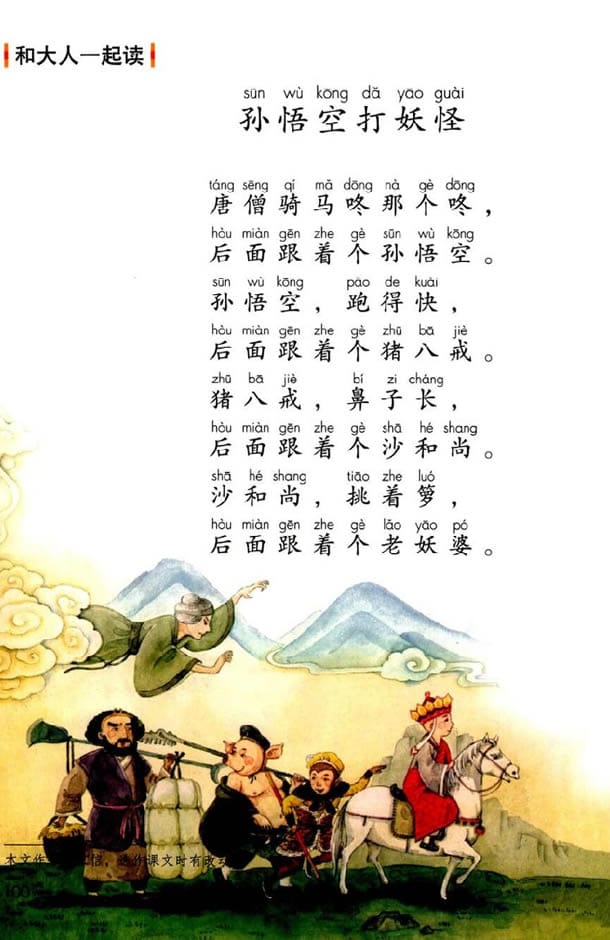 和大人一起读
sūn wù kōng dǎ yāo guài
孙悟空打妖怪
táng sēng qí mǎ dōng nà gè dōng
唐僧骑马咚那个咚，
hòu miàn gēn zhe gè sūn wù kōng
后面跟着个孙悟空。
sūn wù kōng pǎo de kuài
孙悟空，跑得快，
hòu miàn gēn zhe gè zhū bā jiè
后面跟着个猪八戒。
zhū bā jiè bí zi cháng
猪八戒，鼻子长，
hòu miàn gēn zhe gè shā hé shang
后面跟着个沙和尚。
shā hé shang tiāo zhe luó
沙和尚，挑着箩，
hòu miàn gēn zhe gè lǎo yāo pó
后面跟着个老妖婆。
本文作 信，选作课文时有改
100